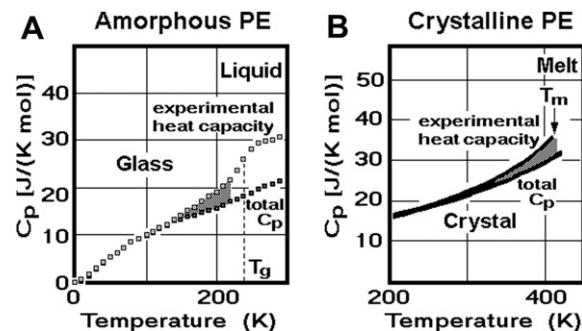 A
Amorphous PE
Cp [J/(K mol)]
40
30
20
10
0
Liquid
experimental
heat capacity
Glass
total
Cp
Tg
0
200
Temperature (K)
B
Crystalline PE
Cp [J/(K mol)]
50
40
30
20
10
Melt
Tm
experimental
heat capacity
total
Cp
Crystal
200
400
Temperature (K)